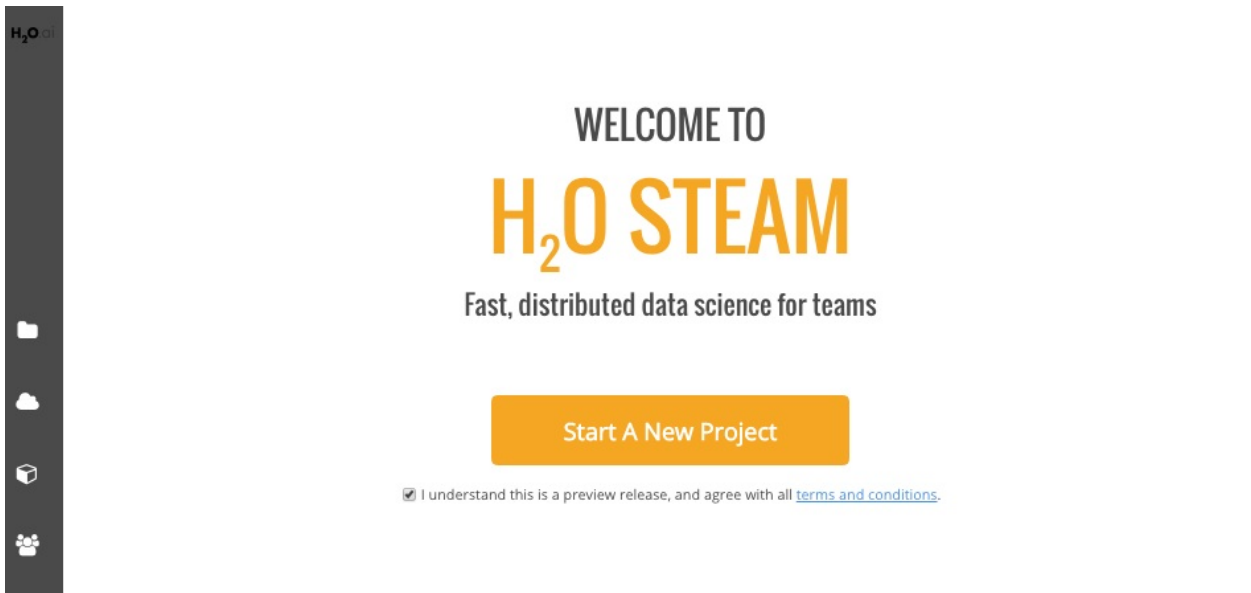 H₂O.ai
WELCOME TO
H₂O STEAM
Fast, distributed data science for teams
Start A New Project
I understand this is a preview release, and agree with all terms and conditions.